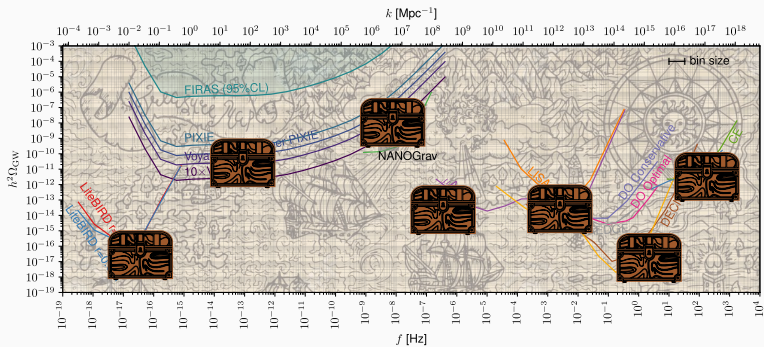 k [Mpc⁻¹]
10⁻⁴ 10⁻³ 10⁻² 10⁻¹ 10⁰ 10¹ 10² 10³ 10⁴ 10⁵ 10⁶ 10⁷ 10⁸ 10⁹ 10¹⁰ 10¹¹ 10¹² 10¹³ 10¹⁴ 10¹⁵ 10¹⁶ 10¹⁷ 10¹⁸
10⁻³
10⁻⁴
bin size
10⁻⁵
FIRAS (95%CL)
10⁻⁶
10⁻⁷
10⁻⁸
10⁻⁹
PIXIE
PIXIE
CE
NANOGrav
10⁻¹⁰
10⁻¹¹
10⁻¹²
10⁻¹³
10⁻¹⁴
10⁻¹⁵
10⁻¹⁶
10⁻¹⁷
10⁻¹⁸
10⁻¹⁹
h²Ω_GW
LiteBIRD
LiteBIRD
DO Conservative
DO Optimal
10⁻¹⁹ 10⁻¹⁸ 10⁻¹⁷ 10⁻¹⁶ 10⁻¹⁵ 10⁻¹⁴ 10⁻¹³ 10⁻¹² 10⁻¹¹ 10⁻¹⁰ 10⁻⁹ 10⁻⁸ 10⁻⁷ 10⁻⁶ 10⁻⁵ 10⁻⁴ 10⁻³ 10⁻² 10⁻¹ 10⁰ 10¹ 10² 10³ 10⁴
f [Hz]